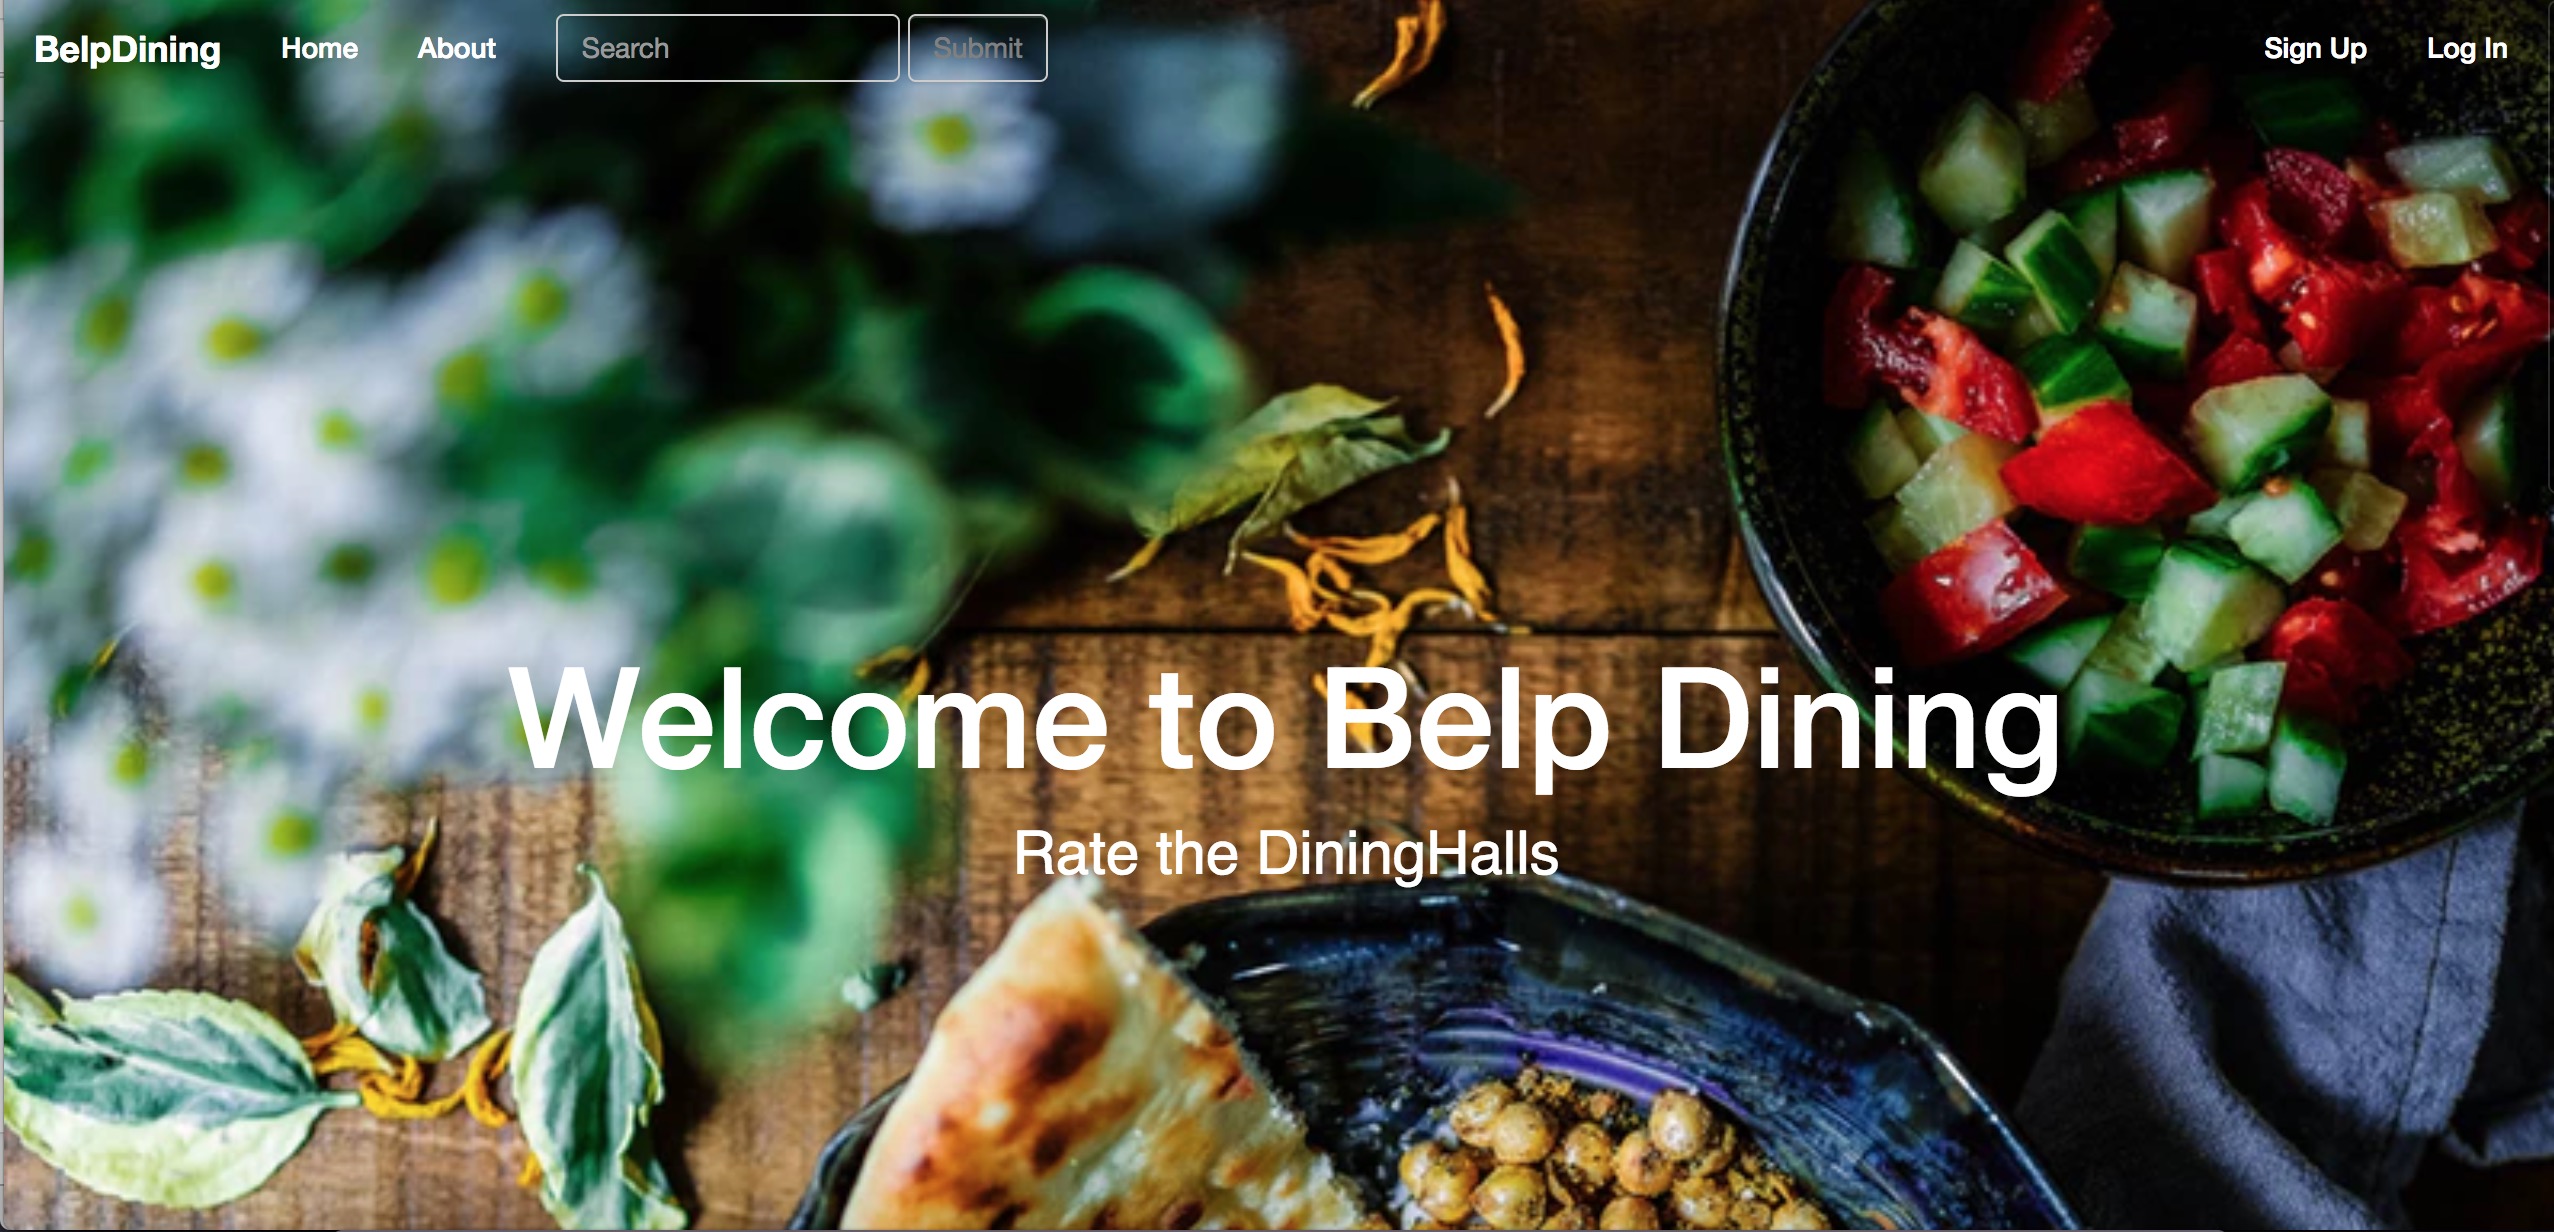 BelpDining Home About Search Submit Sign Up Log In
Welcome to Belp Dining
Rate the DiningHalls